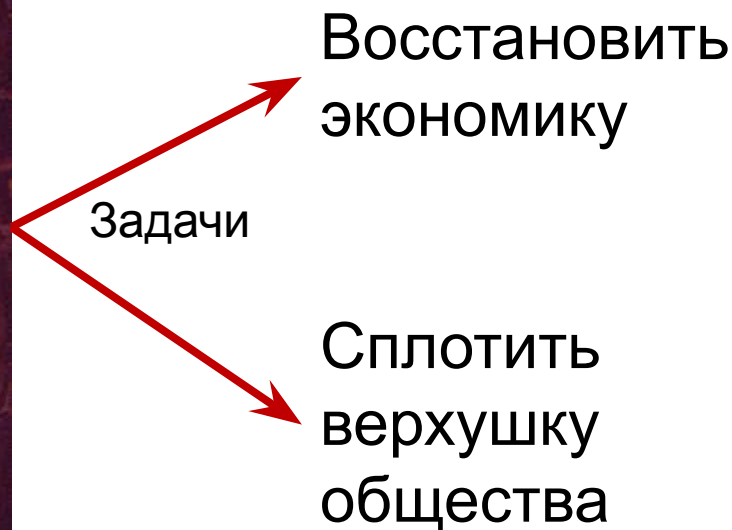 Восстановить
экономику
Задачи
Сплотить
верхушку
общества